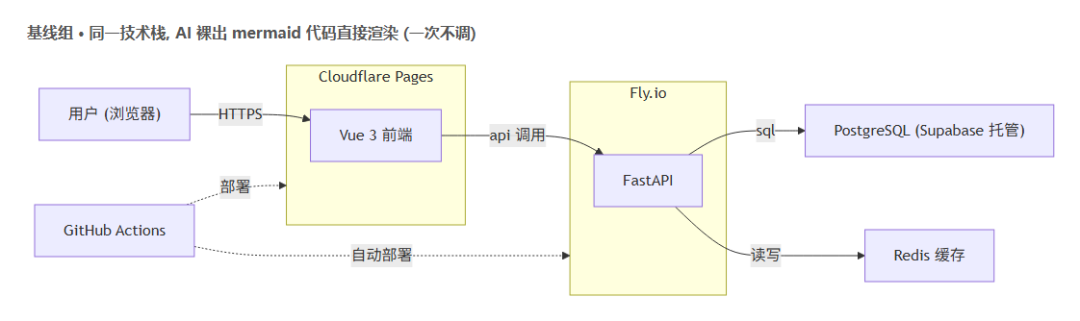 基线组 • 同一技术栈, AI 裸出 mermaid 代码直接渲染 (一次不调)
Cloudflare Pages
Fly.io
用户 (浏览器)
HTTPS
Vue 3 前端
api 调用
sql
PostgreSQL (Supabase 托管)
FastAPI
部署
GitHub Actions
自动部署
读写
Redis 缓存